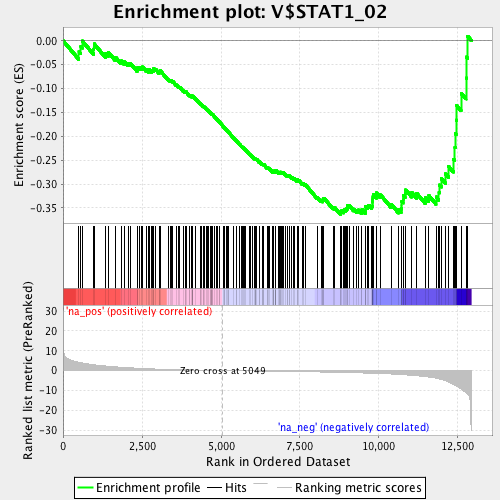 Enrichment plot: V$STAT1_02
Enrichment score (ES)
0.00
-0.05
-0.10
-0.15
-0.20
-0.25
-0.30
-0.35
'na_pos' (positively correlated)
Ranked list metric (PreRanked)
30
20
10
0
-10
-20
-30
Zero cross at 5049
'na_neg' (negatively correlated)
0
2,500
5,000
7,500
10,000
12,500
Rank in Ordered Dataset
Enrichment profile
Hits
Ranking metric scores